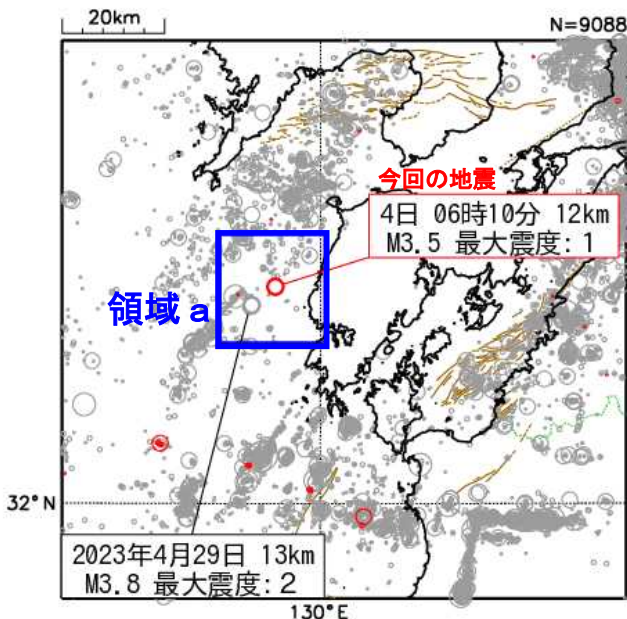 20km
N=9088
今回の地震
4日 06時10分 12km
M3.5 最大震度: 1
領域 a
32°N
2023年4月29日 13km
M3.8 最大震度: 2
130°E